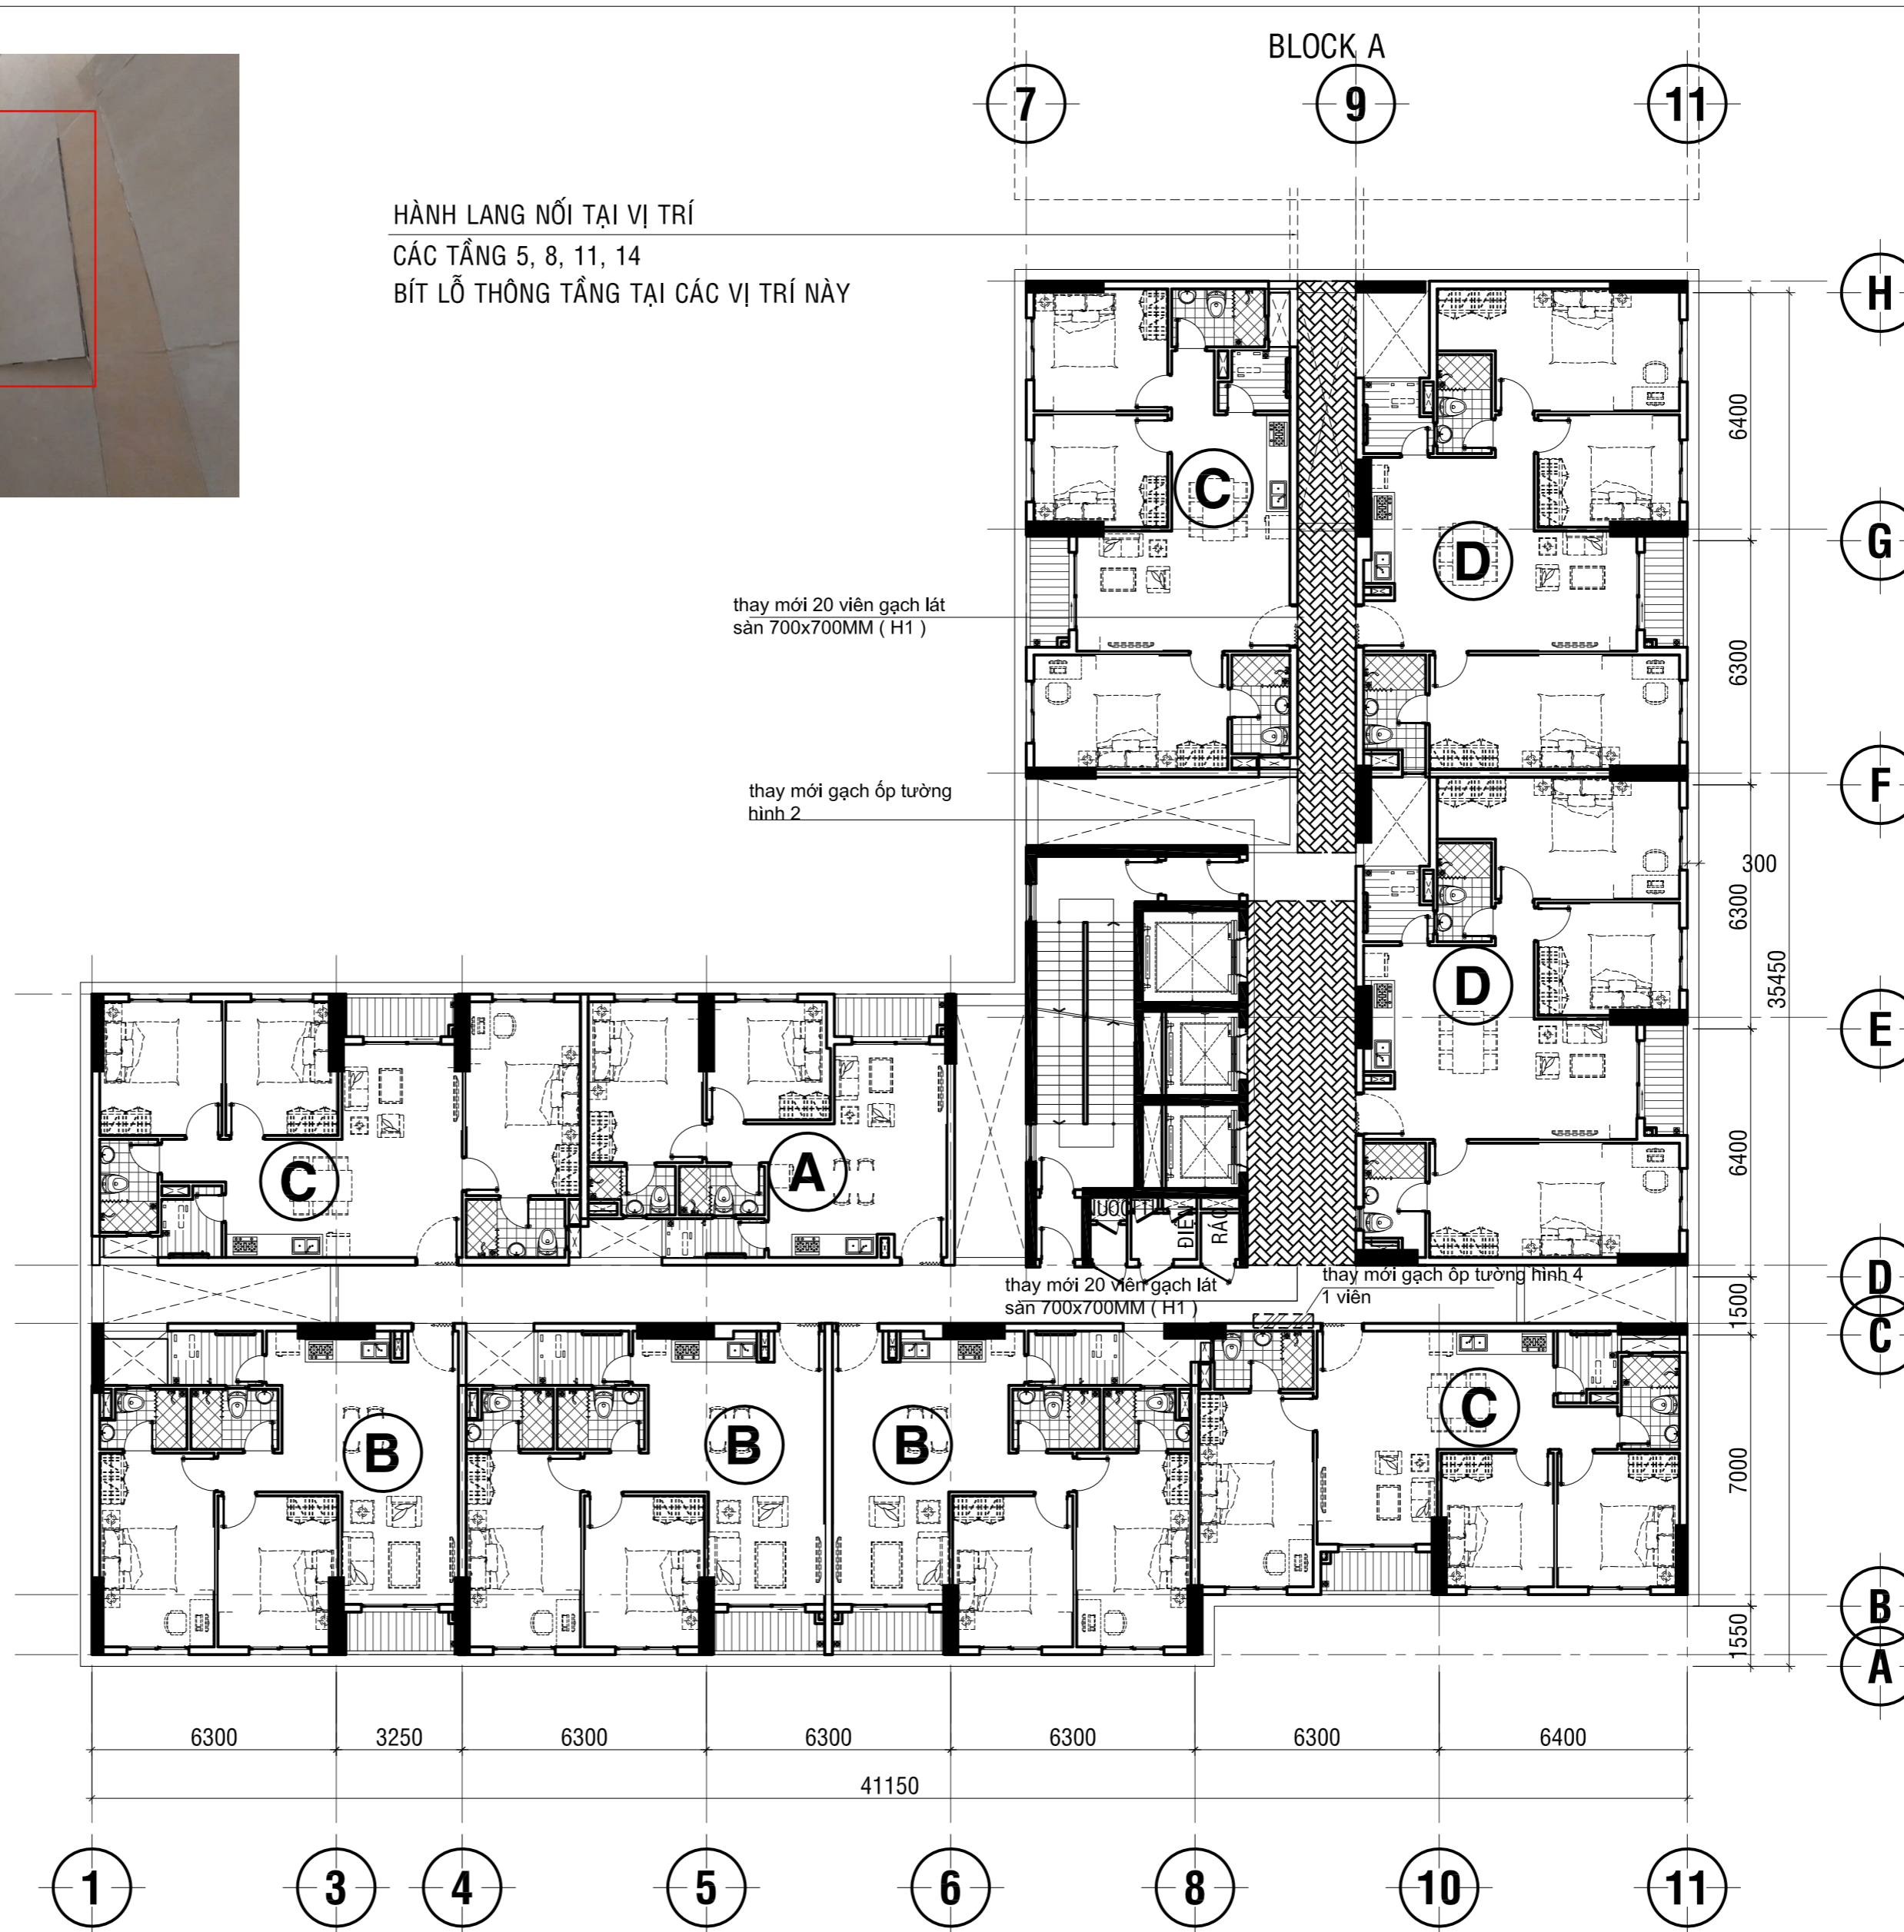 BLOCK A
7
9
11
HÀNH LANG NỐI TẠI VỊ TRÍ
CÁC TẦNG 5, 8, 11, 14
BÍT LỖ THÔNG TẦNG TẠI CÁC VỊ TRÍ NÀY
H
6400
C
G
D
thay mới 20 viên gạch lát
sàn 700x700MM ( H1 )
6300
F
thay mới gạch ốp tường
hình 2
300
6300
35450
D
E
C
A
6400
ĐIỆN
RÁC
D
thay mới 20 viên gạch lát
sàn 700x700MM ( H1 )
thay mới gạch ôp tường hình 4
1 viên
1500
C
B
B
B
C
7000
B
1550
A
6300
3250
6300
6300
6300
6300
6400
41150
1
3
4
5
6
8
10
11